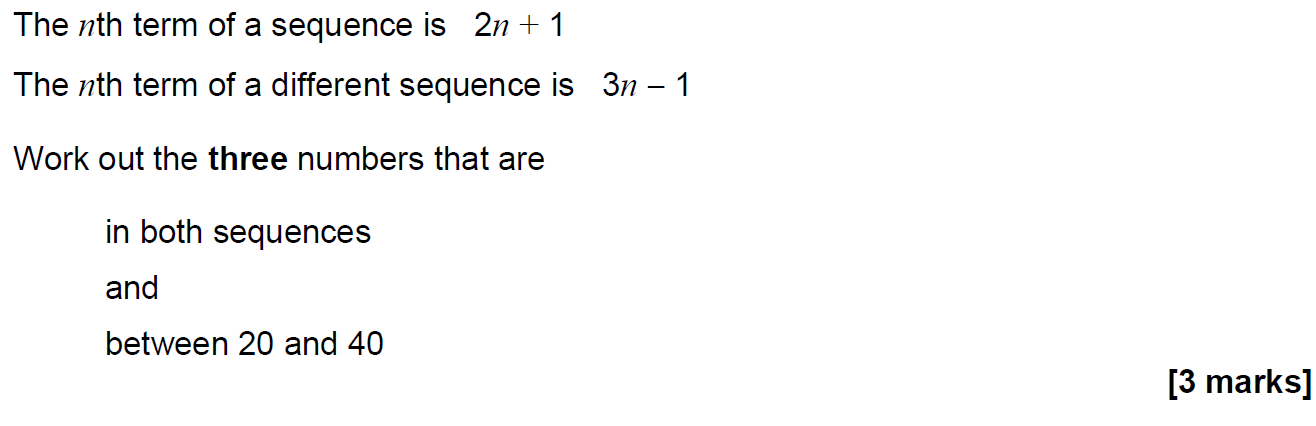 The nth term of a sequence is 2n + 1
The nth term of a different sequence is 3n – 1
Work out the three numbers that are
in both sequences
and
between 20 and 40
[3 marks]